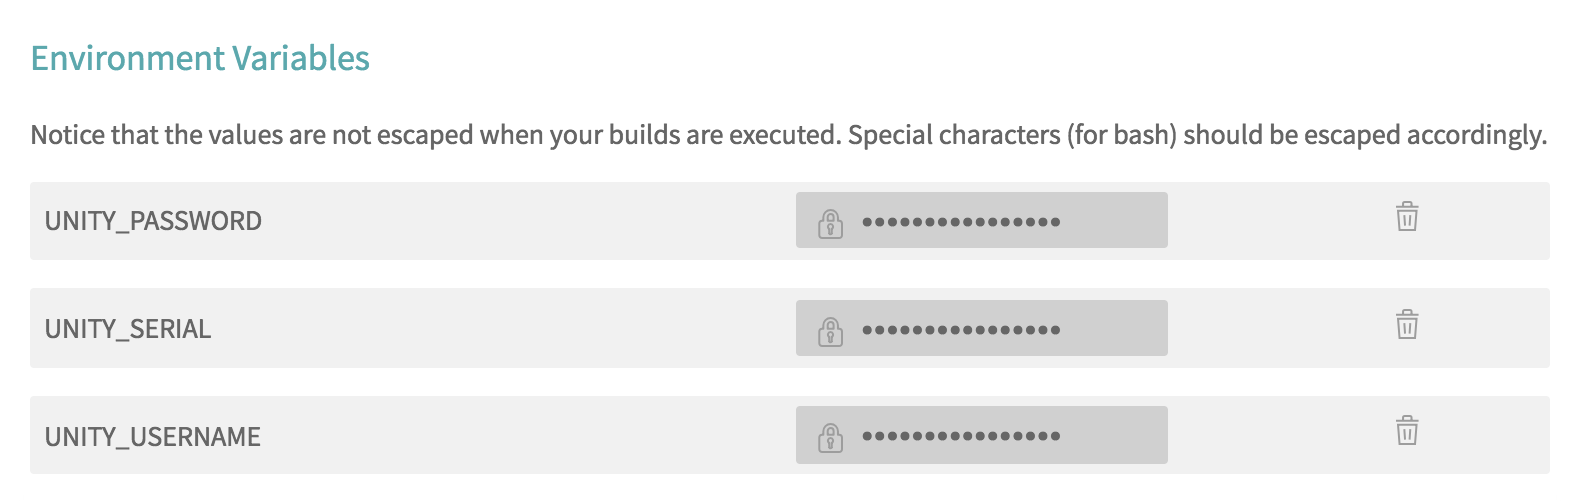 Environment Variables
Notice that the values are not escaped when your builds are executed. Special characters (for bash) should be escaped accordingly.
UNITY_PASSWORD ••••••••••••••••
UNITY_SERIAL ••••••••••••••••
UNITY_USERNAME ••••••••••••••••